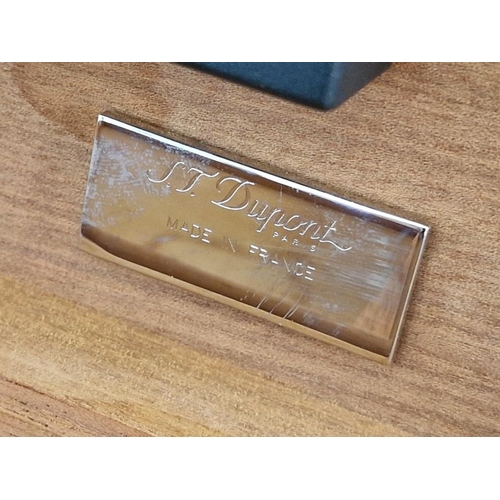 S.T. Dupont
PARIS
MADE IN FRANCE